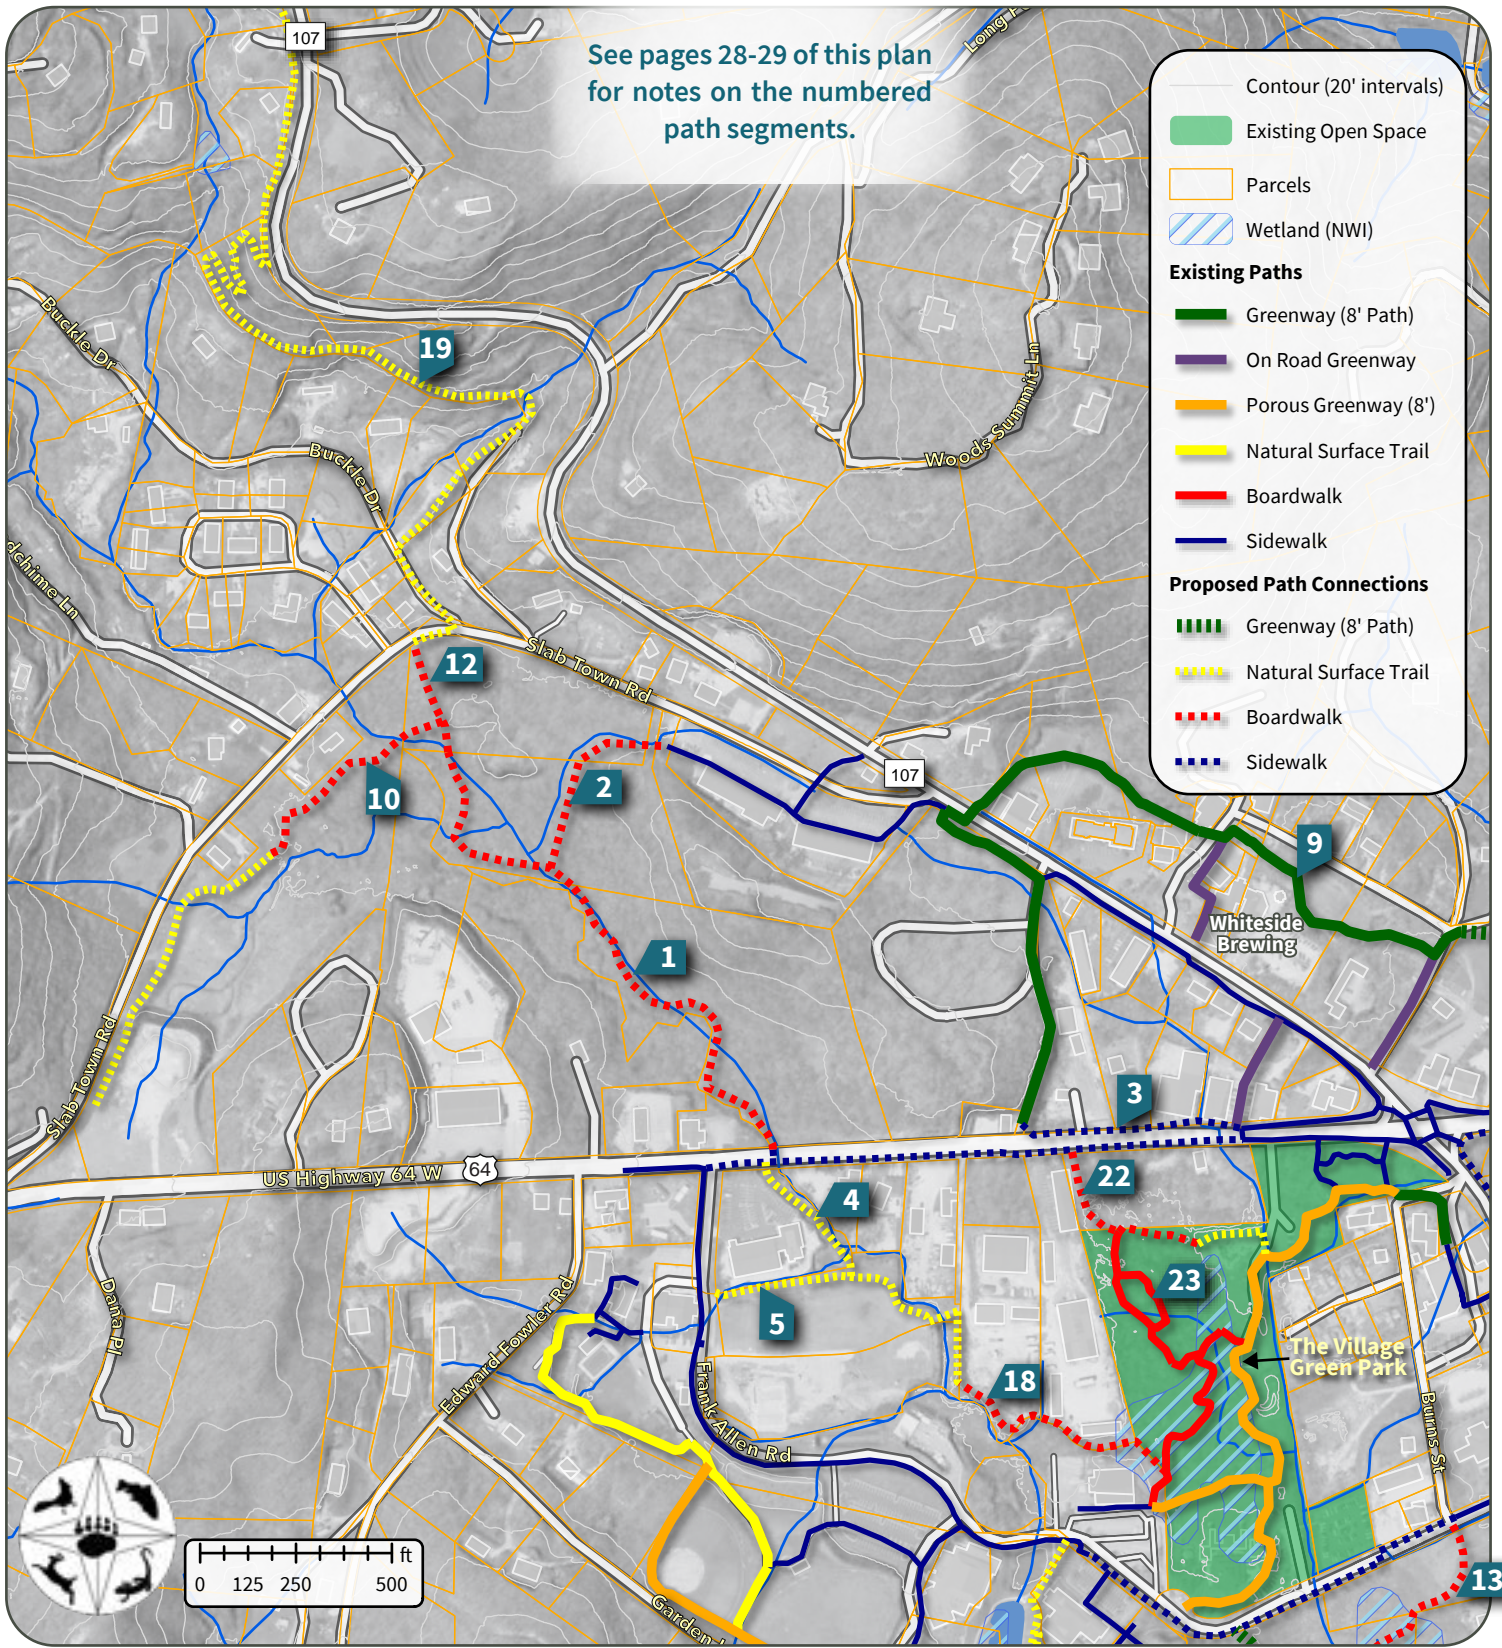 See pages 28-29 of this plan
for notes on the numbered
path segments.
107
Long
Contour (20' intervals)
Existing Open Space
Parcels
Wetland (NWI)
Existing Paths
Greenway (8' Path)
On Road Greenway
Porous Greenway (8')
Natural Surface Trail
Boardwalk
Sidewalk
Proposed Path Connections
Greenway (8' Path)
Natural Surface Trail
Boardwalk
Sidewalk
Buckle Dr
19
Woods Summit Ln
Buckle Dr
dchime Ln
12
Slab Town Rd
107
2
10
9
Whiteside
Brewing
1
Slab Town Rd
3
US Highway 64 W
64
22
4
23
5
Dana Pl
Edward Fowler Rd
The Village
Green Park
18
Frank Allen Rd
Burns St
ft
0 125 250 500
Garden
13